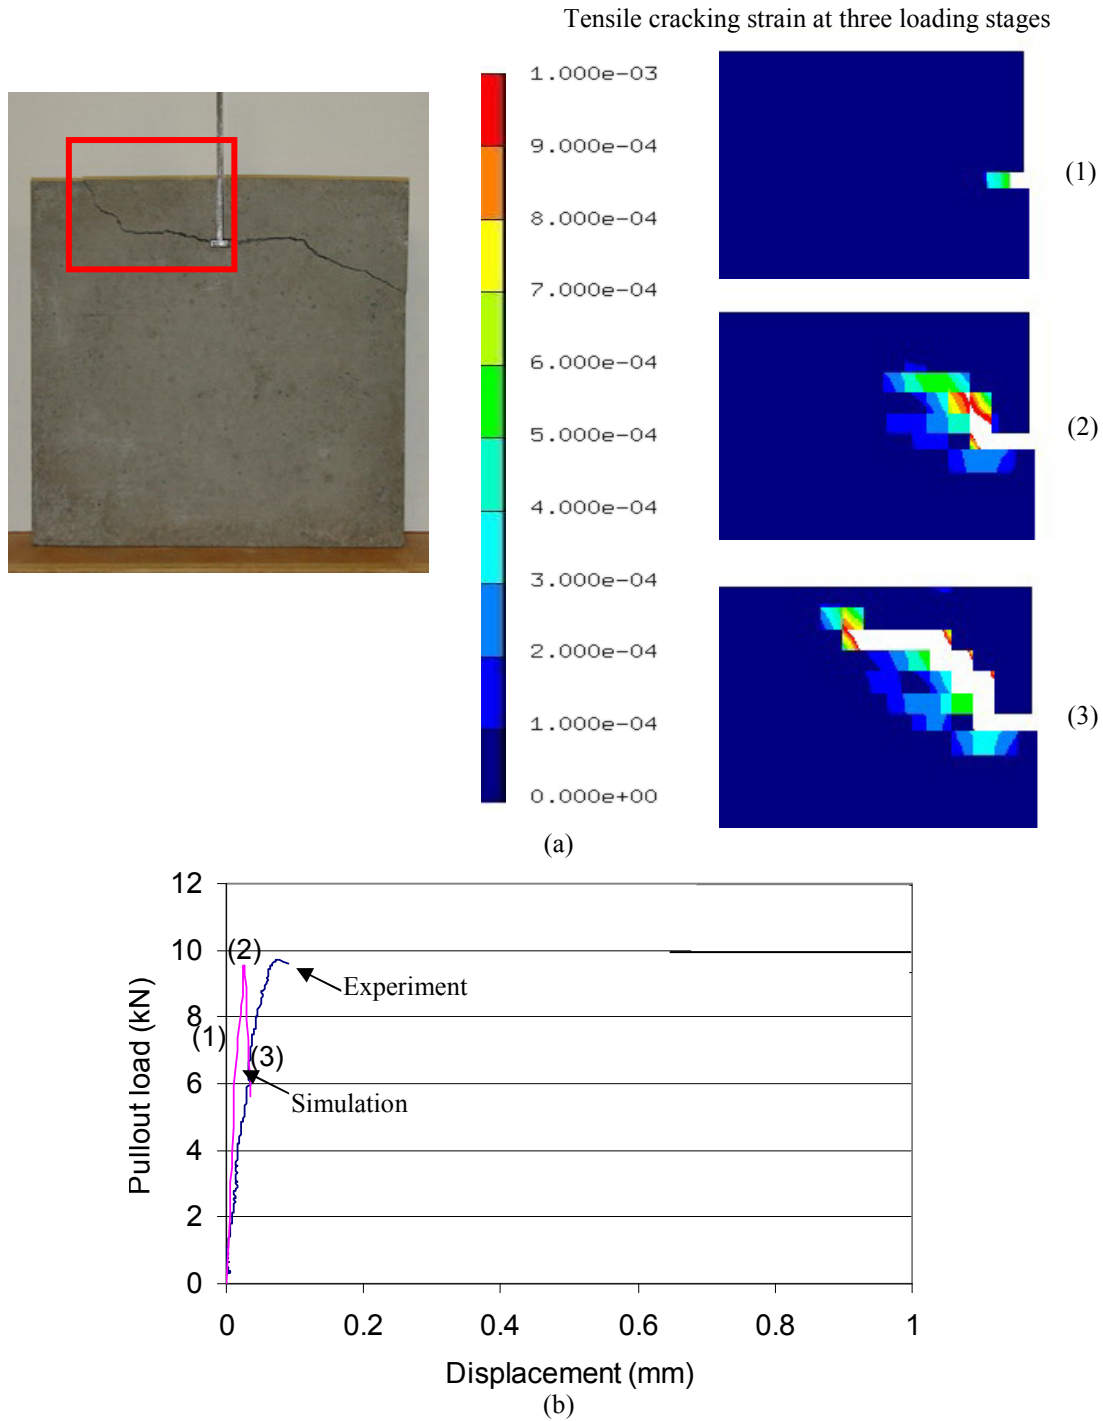 Tensile cracking strain at three loading stages
1.000e-03
9.000e-04
8.000e-04
7.000e-04
6.000e-04
5.000e-04
4.000e-04
3.000e-04
2.000e-04
1.000e-04
0.000e+00
(1)
(2)
(3)
(a)
12
10
8
6
4
2
0
Pullout load (kN)
(1)
(2)
(3)
Experiment
Simulation
0 0.2 0.4 0.6 0.8 1
Displacement (mm)
(b)